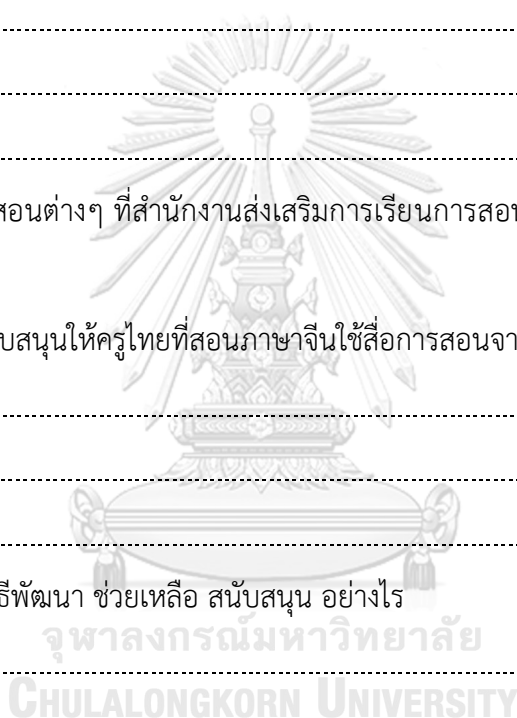 สอนต่างๆ ที่สำนักงานส่งเสริมการเรียนการสอน
บสนุนให้ครูไทยที่สอนภาษาจีนใช้สื่อการสอนจา
ธีพัฒนา ช่วยเหลือ สนับสนุน อย่างไร
จุฬาลงกรณ์มหาวิทยาลัย
CHULALONGKORN UNIVERSITY